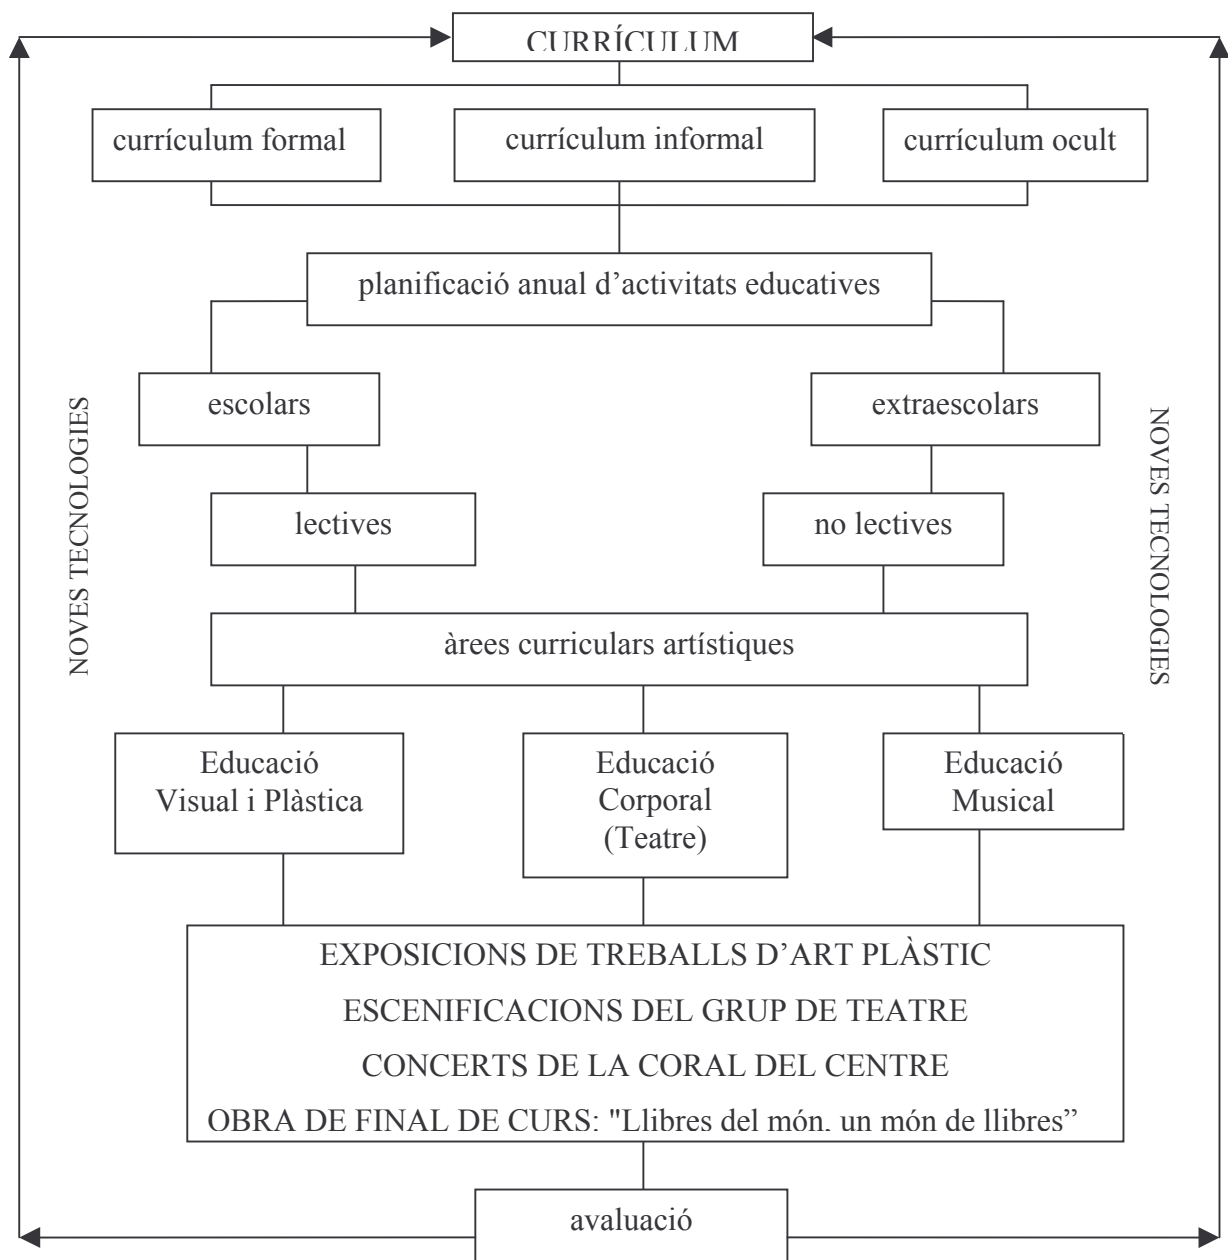 CURRÍCULUM
currículum formal
currículum informal
currículum ocult
planificació anual d’activitats educatives
escolars
extraescolars
NOVES TECNOLOGIES
NOVES TECNOLOGIES
lectives
no lectives
àrees curriculars artístiques
Educació
Visual i Plàstica
Educació
Corporal
(Teatre)
Educació
Musical
EXPOSICIONS DE TREBALLS D’ART PLÀSTIC
ESCENIFICACIONS DEL GRUP DE TEATRE
CONCERTS DE LA CORAL DEL CENTRE
OBRA DE FINAL DE CURS: "Llibres del món, un món de llibres”
avaluació